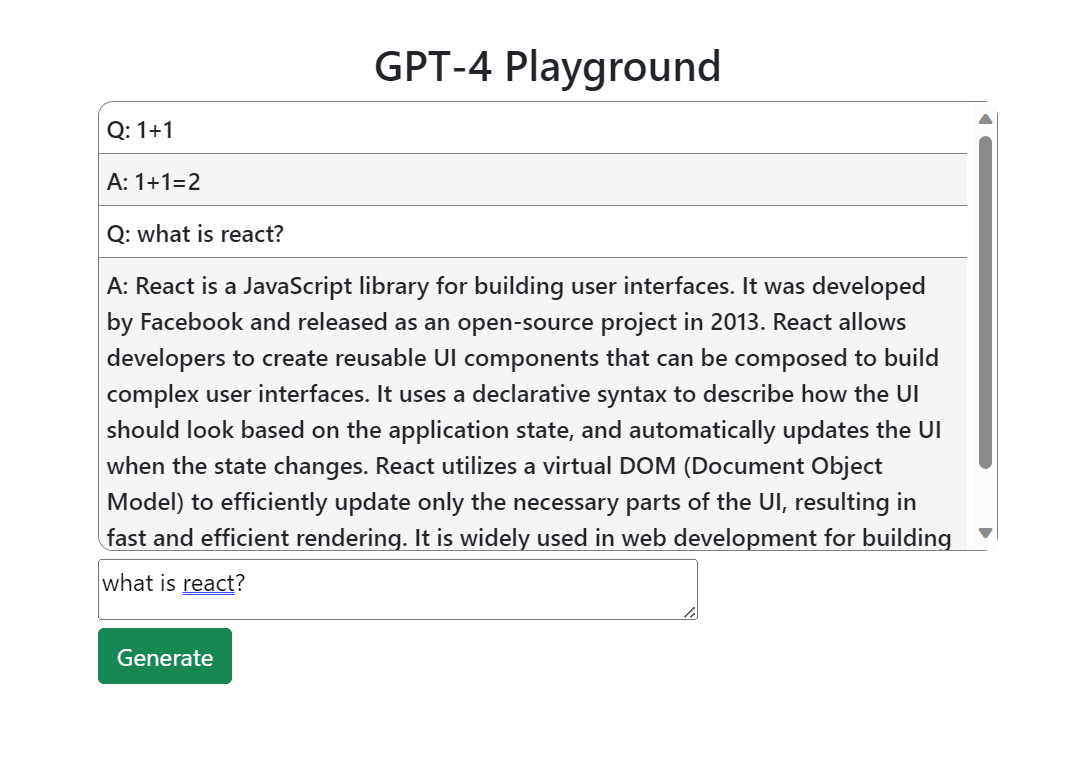 GPT-4 Playground
Q: 1+1
A: 1+1=2
Q: what is react?
A: React is a JavaScript library for building user interfaces. It was developed
by Facebook and released as an open-source project in 2013. React allows
developers to create reusable UI components that can be composed to build
complex user interfaces. It uses a declarative syntax to describe how the UI
should look based on the application state, and automatically updates the UI
when the state changes. React utilizes a virtual DOM (Document Object
Model) to efficiently update only the necessary parts of the UI, resulting in
fast and efficient rendering. It is widely used in web development for building
what is react?
Generate